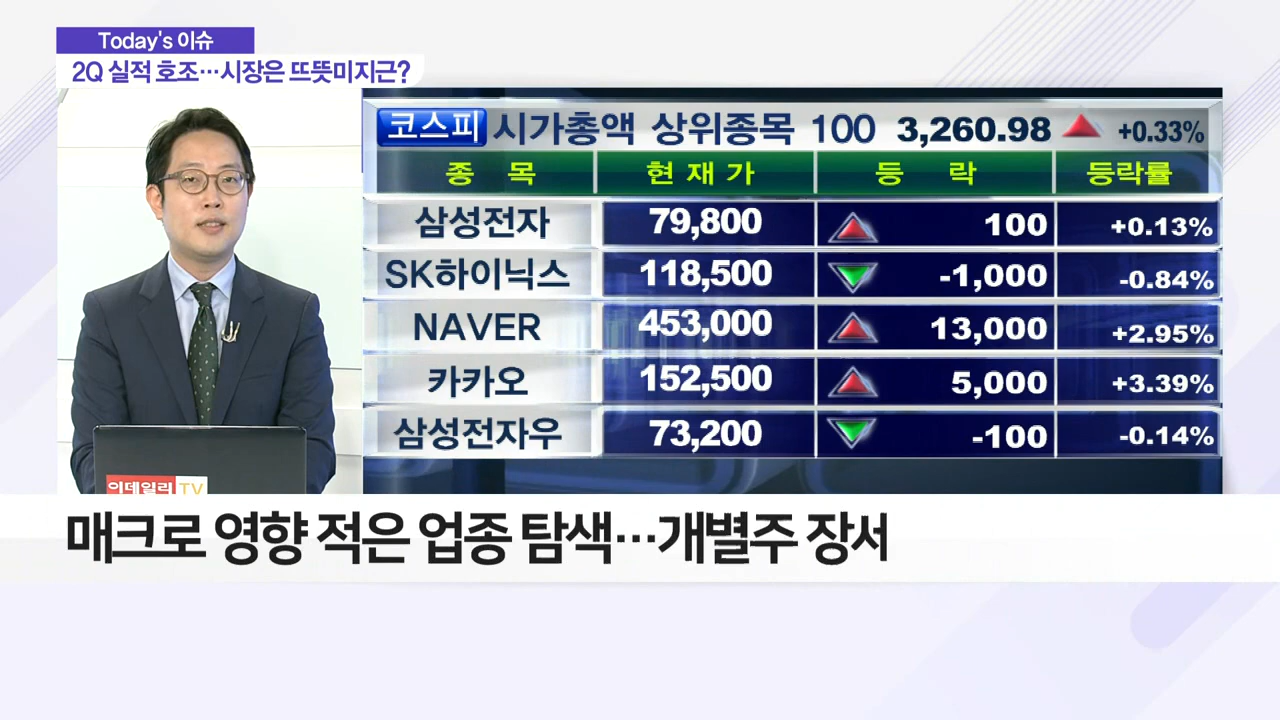 Today's 이슈
2Q 실적 호조…시장은 뜨뜻미지근?
코스피 시가총액 상위종목 100 3,260.98 +0.33%
종 목 현 재 가 등 락 등락률
삼성전자 79,800 100 +0.13%
SK하이닉스 118,500 -1,000 -0.84%
NAVER 453,000 13,000 +2.95%
카카오 152,500 5,000 +3.39%
삼성전자우 73,200 -100 -0.14%
이데일리 TV
매크로 영향 적은 업종 탐색…개별주 장세